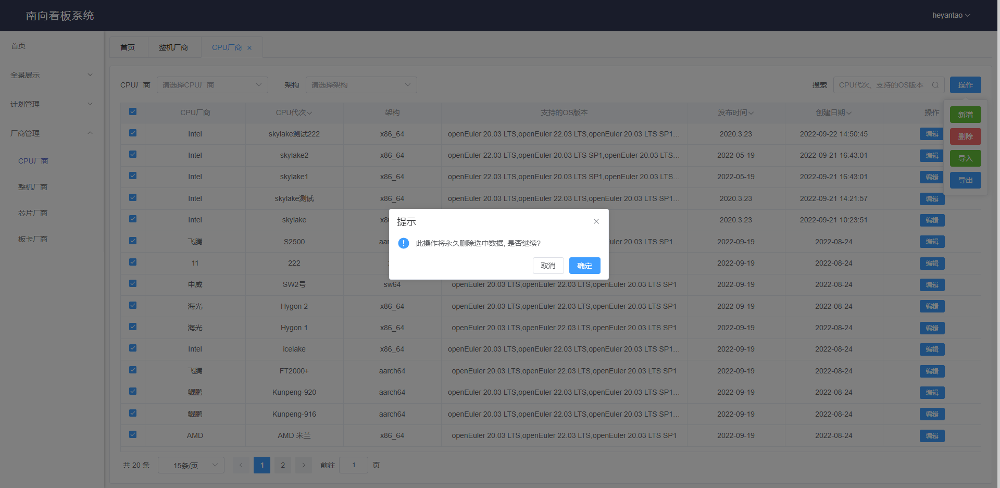 南向看板系统
heyantao
首页
全景展示
计划管理
厂商管理
CPU厂商
整机厂商
芯片厂商
板卡厂商
首页 整机厂商 CPU厂商
CPU厂商 请选择CPU厂商 架构 请选择架构 搜索 CPU代次、支持的OS版本 操作
新增
删除
导入
导出
CPU厂商 CPU代次 架构 支持的OS版本 发布时间 创建日期 操作
Intel skylake测试222 x86_64 openEuler 20.03 LTS,openEuler 22.03 LTS,openEuler 20.03 LTS SP1... 2020.3.23 2022-09-22 14:50:45 编辑
Intel skylake2 x86_64 openEuler 22.03 LTS,openEuler 20.03 LTS SP1,openEuler 20.03 LTS... 2022-05-19 2022-09-21 16:43:01 编辑
Intel skylake1 x86_64 openEuler 22.03 LTS,openEuler 20.03 LTS SP1,openEuler 20.03 LTS... 2022-05-19 2022-09-21 16:43:01 编辑
Intel skylake测试 x86_64 openEuler 20.03 LTS,openEuler 22.03 LTS,openEuler 20.03 LTS SP1... 2020.3.23 2022-09-21 14:21:57 编辑
Intel skylake 2020.3.23 2022-09-21 10:23:51 编辑
飞腾 S2500 20.03 LTS SP1... 2022-09-19 2022-08-24 编辑
11 222 2022-09-19 2022-08-24 编辑
申威 SW2号 sw64 openEuler 20.03 LTS,openEuler 22.03 LTS,openEuler 20.03 LTS SP1 2022-09-19 2022-08-24 编辑
海光 Hygon 2 x86_64 openEuler 20.03 LTS,openEuler 22.03 LTS,openEuler 20.03 LTS SP1 2022-09-19 2022-08-24 编辑
海光 Hygon 1 x86_64 openEuler 20.03 LTS,openEuler 22.03 LTS,openEuler 20.03 LTS SP1 2022-09-19 2022-08-24 编辑
Intel icelake x86_64 openEuler 20.03 LTS,openEuler 22.03 LTS,openEuler 20.03 LTS SP1... 2022-09-19 2022-08-24 编辑
飞腾 FT2000+ aarch64 openEuler 20.03 LTS,openEuler 22.03 LTS,openEuler 20.03 LTS SP1 2022-09-19 2022-08-24 编辑
鲲鹏 Kunpeng-920 aarch64 openEuler 20.03 LTS,openEuler 22.03 LTS,openEuler 20.03 LTS SP1... 2022-09-19 2022-08-24 编辑
鲲鹏 Kunpeng-916 aarch64 openEuler 20.03 LTS,openEuler 22.03 LTS,openEuler 20.03 LTS SP1... 2022-09-19 2022-08-24 编辑
AMD AMD 米兰 x86_64 openEuler 20.03 LTS,openEuler 22.03 LTS,openEuler 20.03 LTS SP1 2022-09-19 2022-08-24 编辑
共 20 条 15条/页 1 2 前往 1 页
提示
此操作将永久删除选中数据, 是否继续?
取消 确定